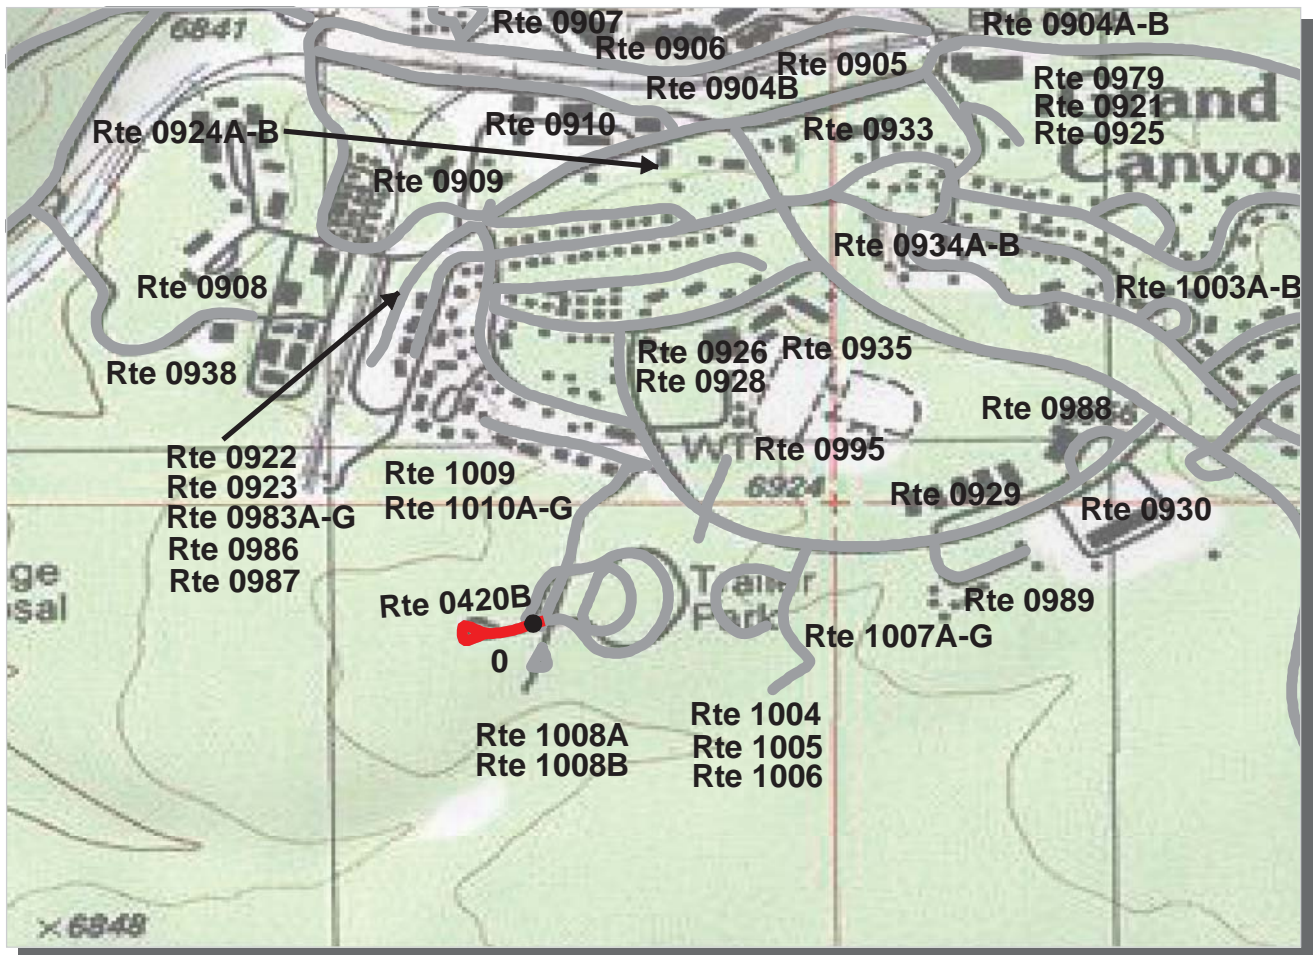 6841
Rte 0907
Rte 0904A-B
Rte 0906
Rte 0905
Rte 0904B
Rte 0979
Rte 0921
Rte 0925
Canyon
Rte 0924A-B
Rte 0910
Rte 0933
Rte 0909
Rte 0934A-B
Rte 0908
Rte 1003A-B
Rte 0938
Rte 0926
Rte 0928
Rte 0935
Rte 0988
WT
Rte 0995
Rte 0922
Rte 0923
Rte 0983A-G
Rte 0986
Rte 0987
Rte 1009
Rte 1010A-G
6924
Rte 0929
Rte 0930
Trailer
Park
Rte 0420B
0
Rte 0989
Rte 1007A-G
Rte 1004
Rte 1005
Rte 1006
Rte 1008A
Rte 1008B
×6848